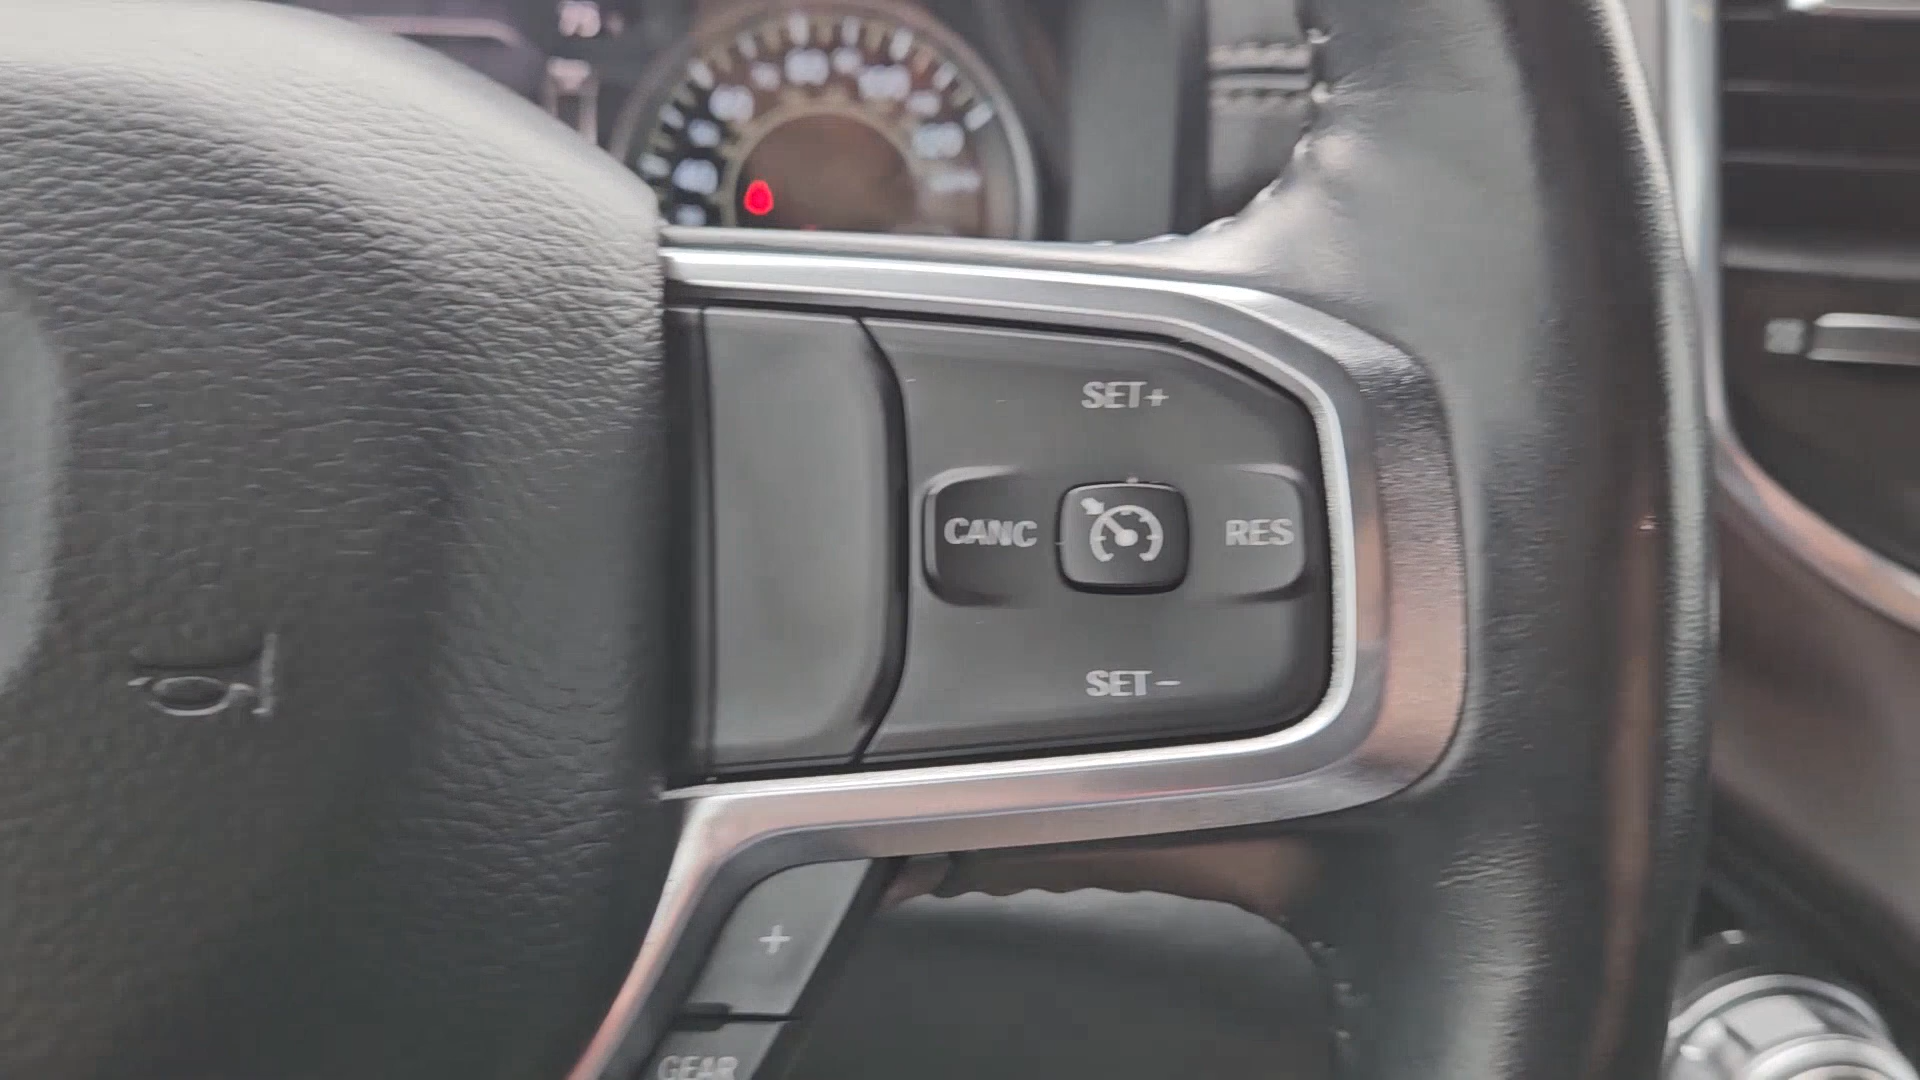 SET+
CANC
RES
SET-
+
GEAR